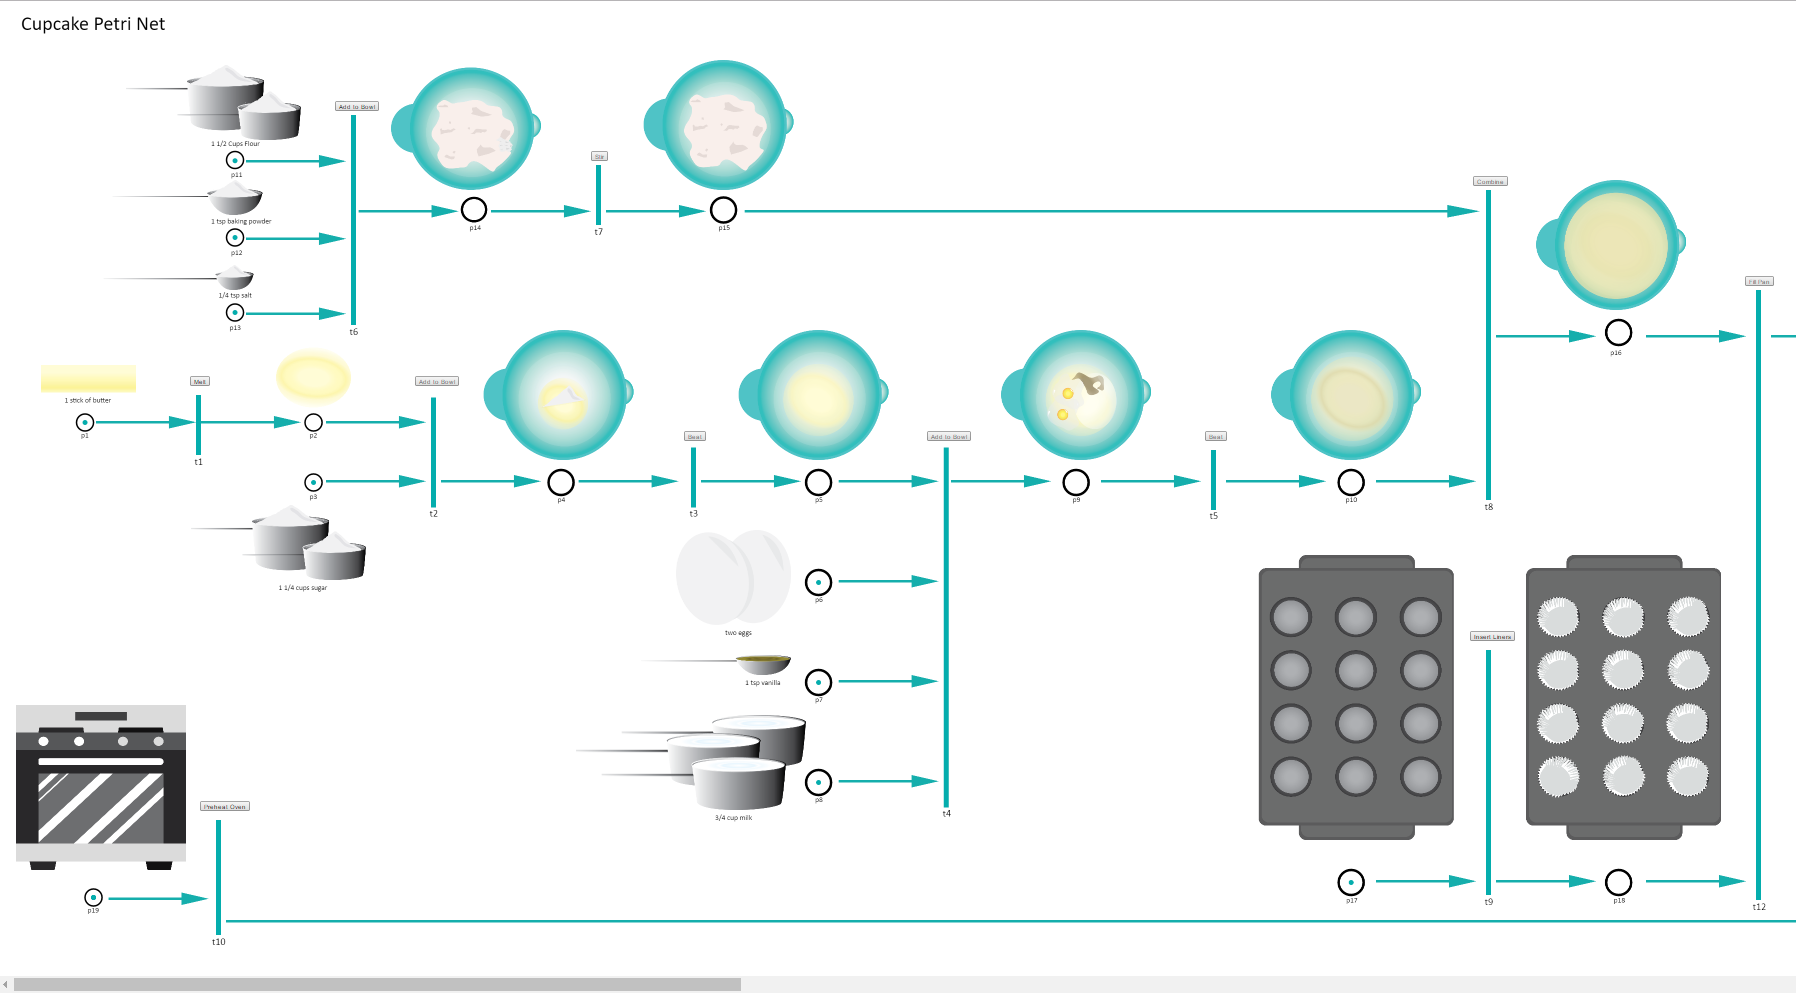 Cupcake Petri Net
Add to Bowl
1 1/2 Cups Flour
p11
1 tsp baking powder
p12
1/4 tsp salt
p13
t6
p14
Stir
t7
p15
Combine
t8
p16
Fill Pan
t12
1 stick of butter
p1
Melt
t1
p2
p3
1 1/4 cups sugar
Add to Bowl
t2
p4
Beat
t3
p5
two eggs
p6
1 tsp vanilla
p7
3/4 cup milk
p8
Add to Bowl
t4
p9
Beat
t5
p10
Insert Liners
p17
t9
p18
Preheat Oven
p19
t10